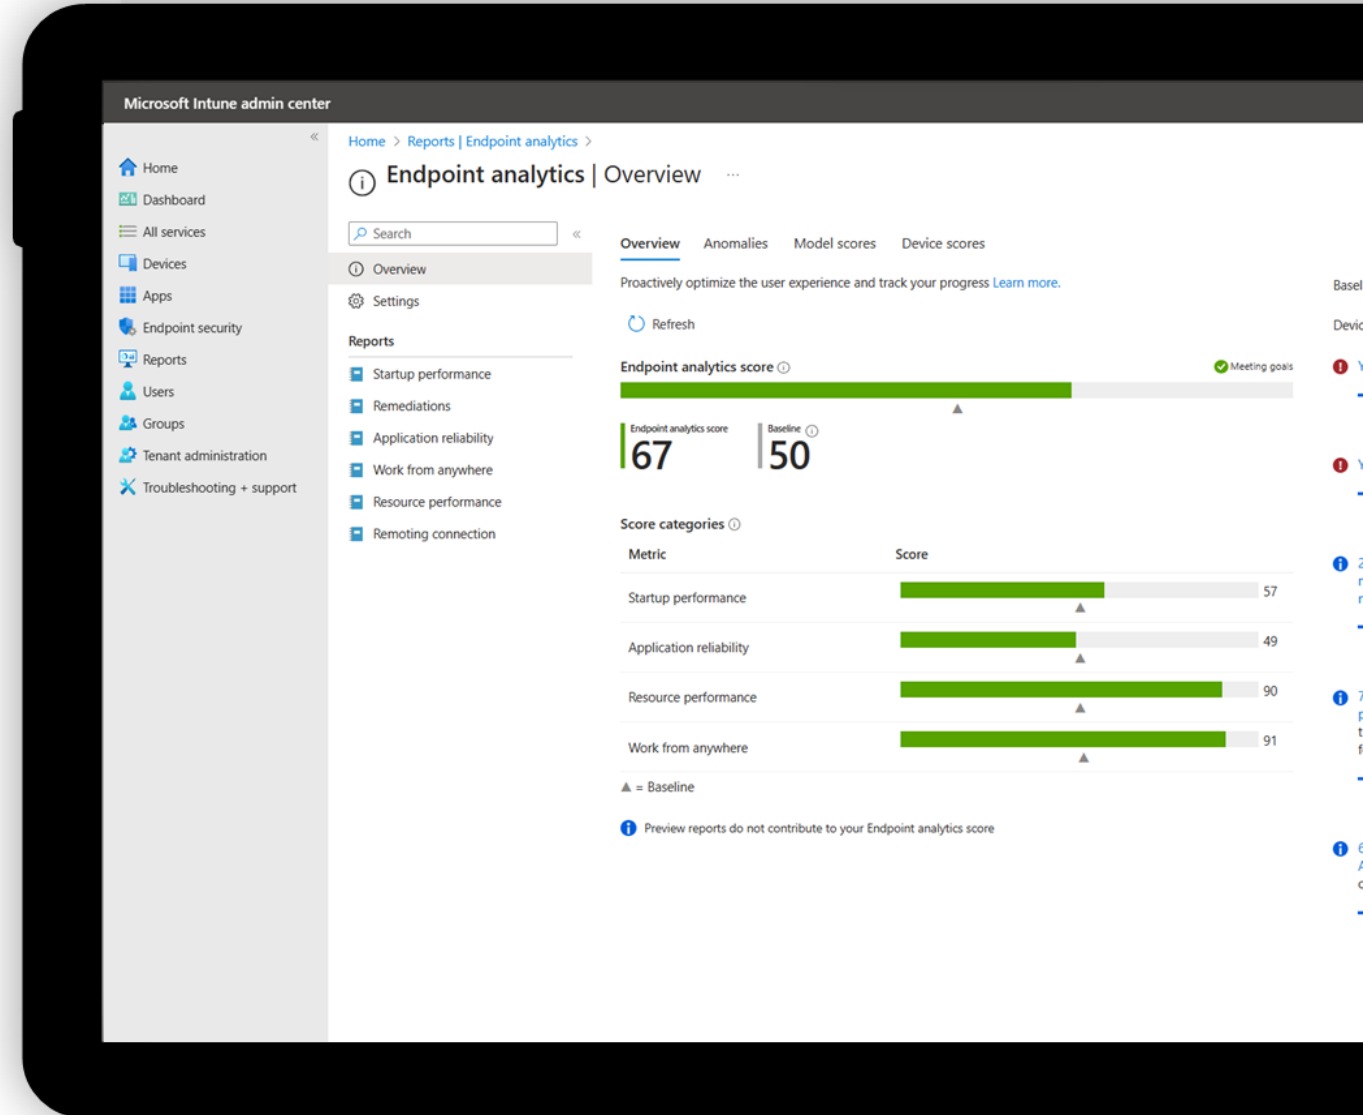 Microsoft Intune admin center
Home
Dashboard
All services
Devices
Apps
Endpoint security
Reports
Users
Groups
Tenant administration
Troubleshooting + support
Home > Reports | Endpoint analytics >
Endpoint analytics | Overview ...
Search
Overview
Settings
Reports
Startup performance
Remediations
Application reliability
Work from anywhere
Resource performance
Remoting connection
Overview Anomalies Model scores Device scores
Proactively optimize the user experience and track your progress Learn more.
Refresh
Endpoint analytics score
Meeting goals
Endpoint analytics score
67
Baseline
50
Score categories
Metric Score
Startup performance 57
Application reliability 49
Resource performance 90
Work from anywhere 91
▲ = Baseline
Preview reports do not contribute to your Endpoint analytics score